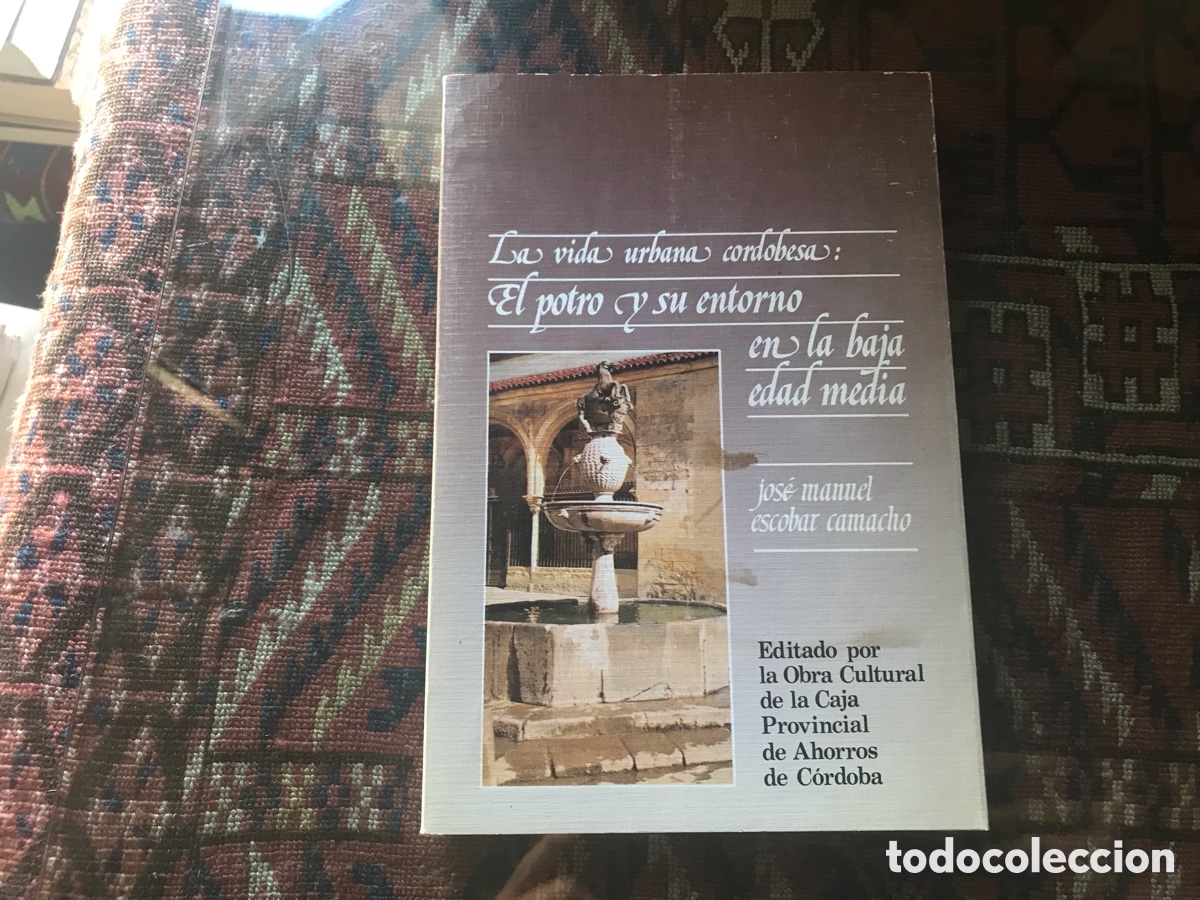 La vida urbana cordobesa:
El potro y su entorno
en la baja
edad media
josé manuel
escobar camacho
Editado por
la Obra Cultural
de la Caja
Provincial
de Ahorros
de Córdoba
todocoleccion